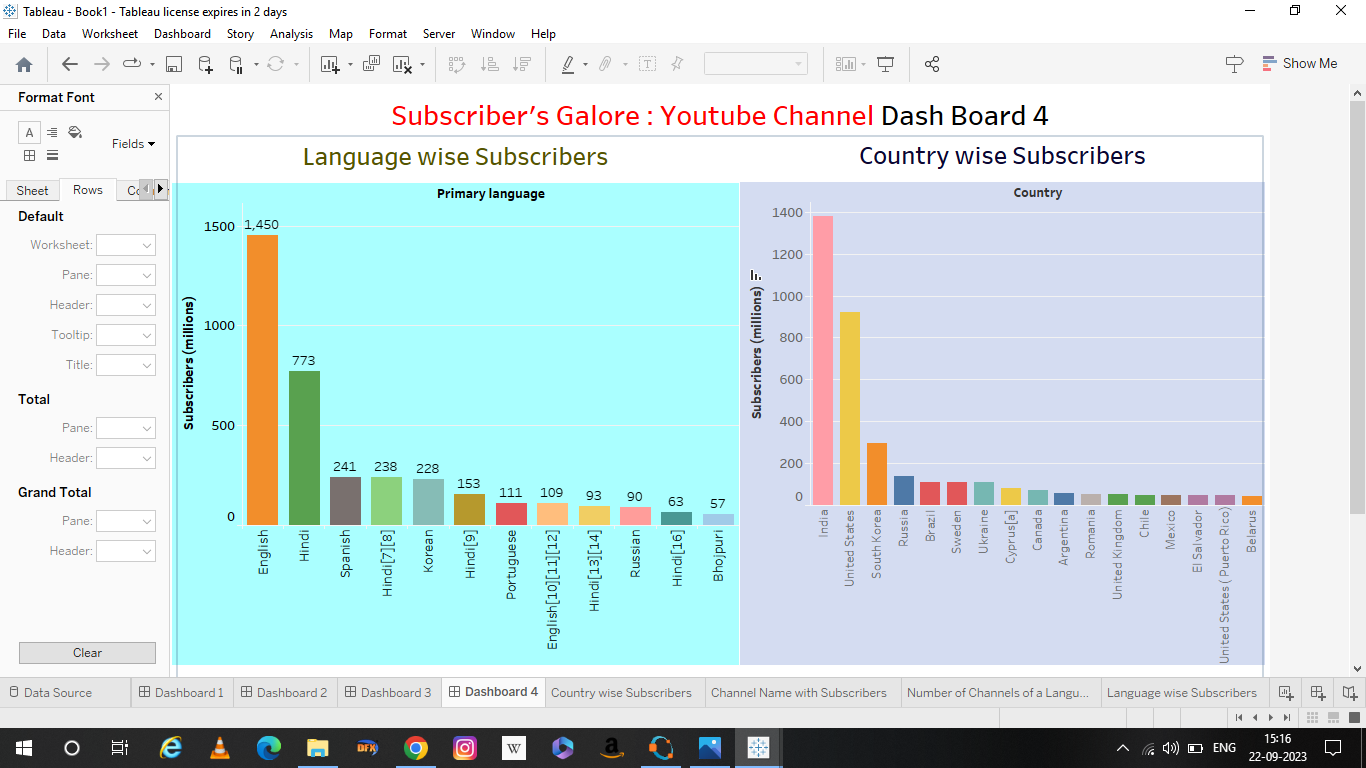 Tableau - Book1 - Tableau license expires in 2 days
File Data Worksheet Dashboard Story Analysis Map Format Server Window Help
Show Me
Format Font
Fields
Sheet Rows
Default
Worksheet:
Pane:
Header:
Tooltip:
Title:
Total
Pane:
Header:
Grand Total
Pane:
Header:
Clear
Subscriber's Galore : Youtube Channel Dash Board 4
Language wise Subscribers
Primary language
Subscribers (millions)
1500
1000
500
0
1,450
773
241
238
228
153
111
109
93
90
63
57
English
Hindi
Spanish
Hindi[7][8]
Korean
Hindi[9]
Portuguese
English[10][11][12]
Hindi[13][14]
Russian
Hindi[16]
Bhojpuri
Country wise Subscribers
Country
Subscribers (millions)
1400
1200
1000
800
600
400
200
0
India
United States
South Korea
Russia
Brazil
Sweden
Ukraine
Cyprus[a]
Canada
Argentina
Romania
United Kingdom
Chile
Mexico
El Salvador
United States ( Puerto Rico)
Belarus
Data Source Dashboard 1 Dashboard 2 Dashboard 3 Dashboard 4 Country wise Subscribers Channel Name with Subscribers Number of Channels of a Langu... Language wise Subscribers
DFX
W
a
ENG
15:16
22-09-2023